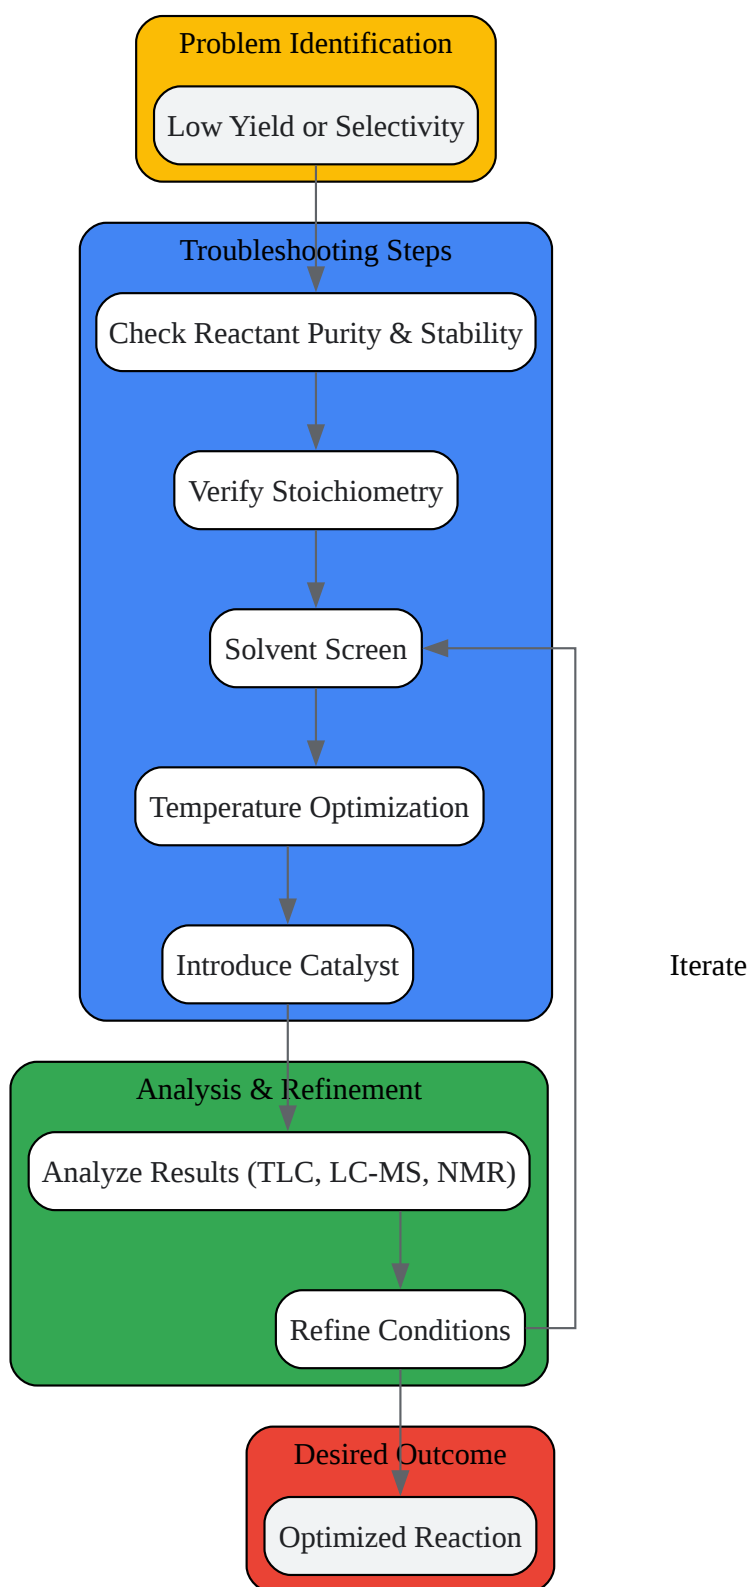 Problem Identification
Low Yield or Selectivity
Troubleshooting Steps
Check Reactant Purity & Stability
Verify Stoichiometry
Solvent Screen
Temperature Optimization
Introduce Catalyst
Iterate
Analysis & Refinement
Analyze Results (TLC, LC-MS, NMR)
Refine Conditions
Desired Outcome
Optimized Reaction